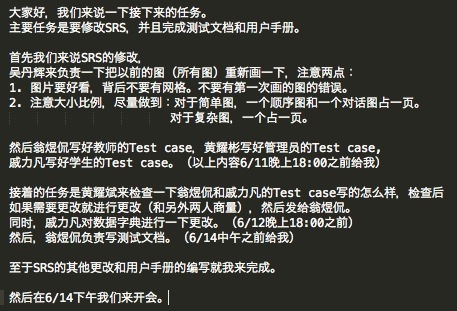 大家好，我们来说一下接下来的任务。
主要任务是要修改SRS，并且完成测试文档和用户手册。
首先我们来说SRS的修改，
吴丹辉来负责一下把以前的图（所有图）重新画一下，注意两点：
1. 图片要好看，背后不要有网格。不要有第一次画的图的错误。
2. 注意大小比例，尽量做到：对于简单图，一个顺序图和一个对话图占一页。
对于复杂图，一个占一页。
然后翁煜侃写好教师的Test case，黄耀彬写好管理员的Test case，
戚力凡写好学生的Test case。（以上内容6/11晚上18:00之前给我）
接着的任务是黄耀斌来检查一下翁煜侃和戚力凡的Test case写的怎么样，检查后
如果需要更改就进行更改（和另外两人商量），然后发给翁煜侃。
同时，戚力凡对数据字典进行一下更改。（6/12晚上18:00之前）
然后，翁煜侃负责写测试文档。（6/14中午之前给我）
至于SRS的其他更改和用户手册的编写就我来完成。
然后在6/14下午我们来开会。